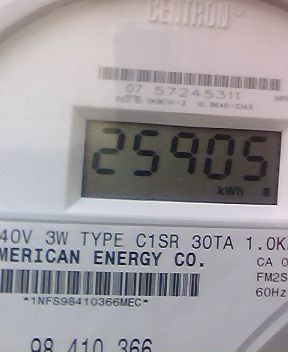 CENTRON®
07 57245311
25905
kWh
40V 3W TYPE C1SR 30TA 1.0K
MERICAN ENERGY CO.
CA 0
FM2S
60Hz
*1NFS98410366MEC*
98 410 366